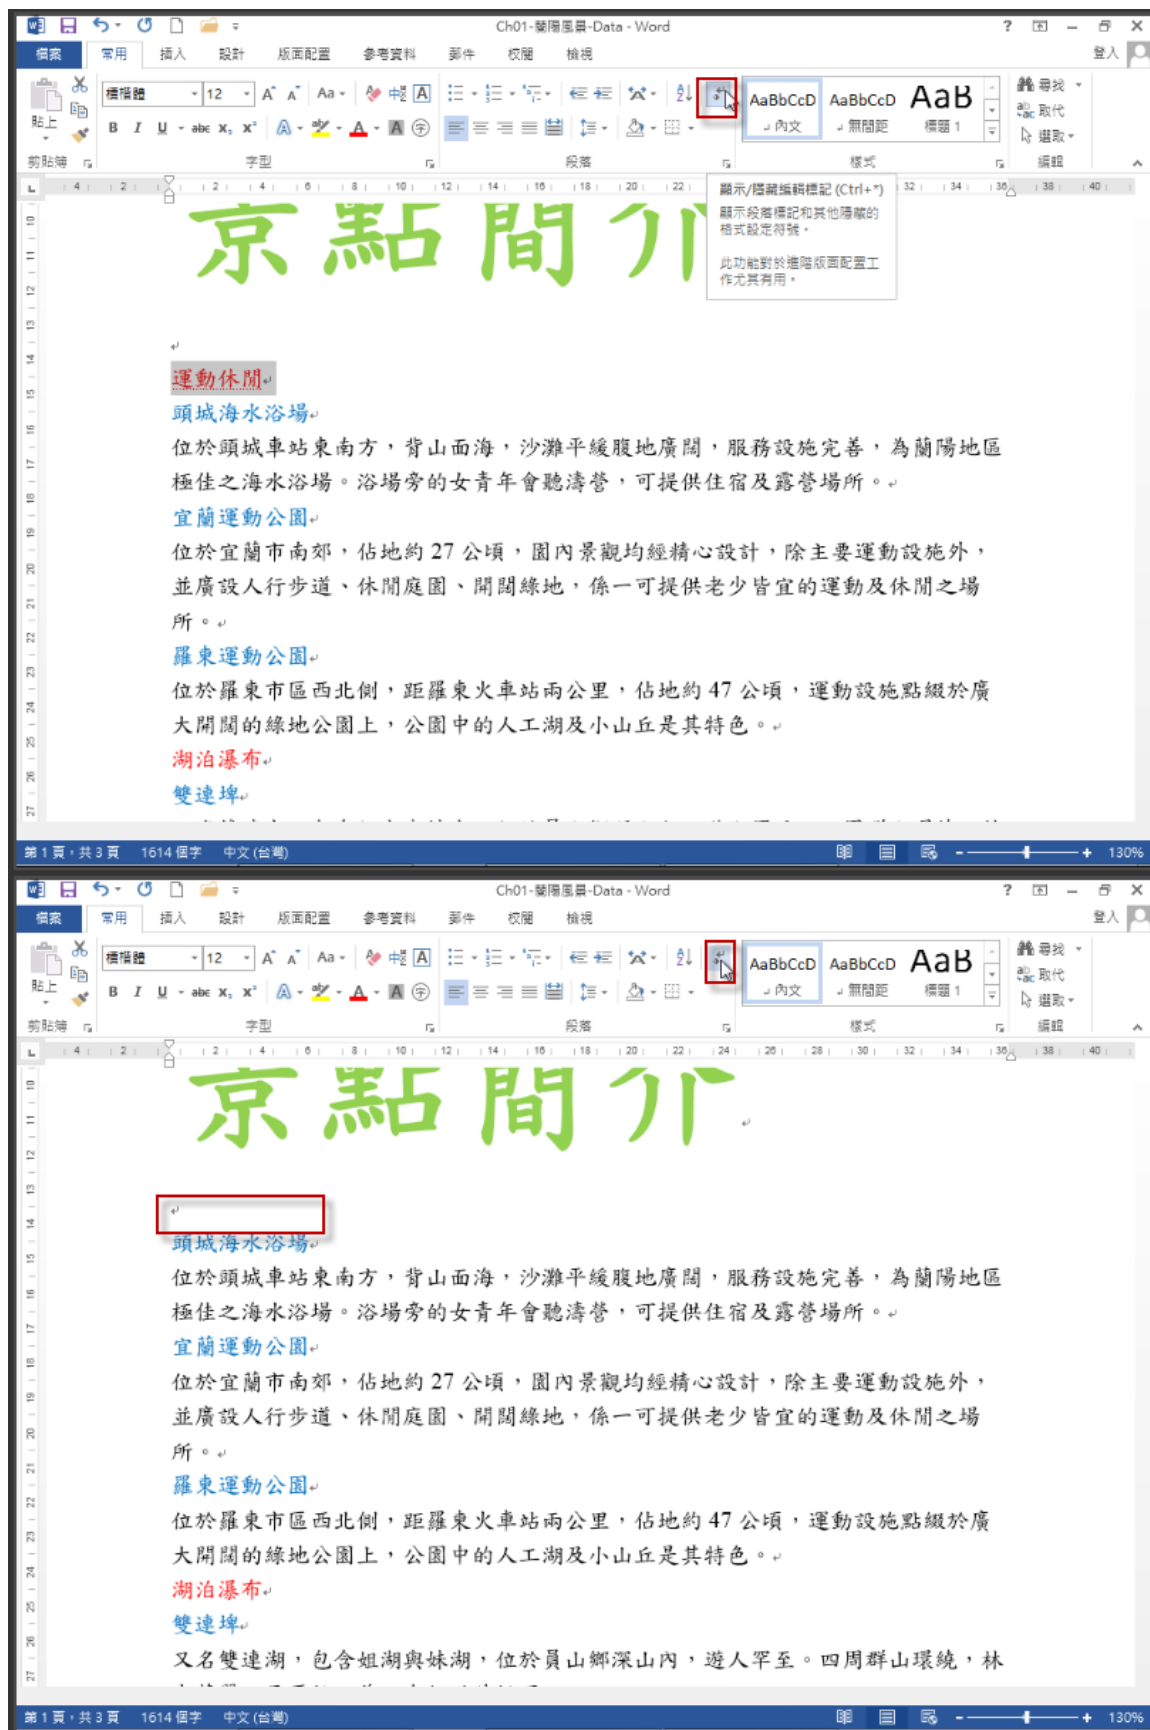 Ch01-蘭陽風景-Data - Word
檔案 常用 插入 設計 版面配置 參考資料 郵件 校閱 檢視 登入
標楷體 12 Aa AaBbCcD AaBbCcD AaB 尋找
貼上 B I U abc X₂ X² A 內文 無間距 標題 1 取代
選取
剪貼簿 字型 段落 樣式 編輯
顯示/隱藏編輯標記 (Ctrl+*)
顯示段落標記和其他隱藏的
格式設定符號。
此功能對於進階版面配置工
作尤其有用。
景點簡介
運動休閒
頭城海水浴場
位於頭城車站東南方，背山面海，沙灘平緩腹地廣闊，服務設施完善，為蘭陽地區
極佳之海水浴場。浴場旁的女青年會聽濤營，可提供住宿及露營場所。
宜蘭運動公園
位於宜蘭市南郊，佔地約 27 公頃，園內景觀均經精心設計，除主要運動設施外，
並廣設人行步道、休閒庭園、開闊綠地，係一可提供老少皆宜的運動及休閒之場
所。
羅東運動公園
位於羅東市區西北側，距羅東火車站兩公里，佔地約 47 公頃，運動設施點綴於廣
大開闊的綠地公園上，公園中的人工湖及小山丘是其特色。
湖泊瀑布
雙連埤
第 1 頁，共 3 頁 1614 個字 中文 (台灣) 130%
Ch01-蘭陽風景-Data - Word
檔案 常用 插入 設計 版面配置 參考資料 郵件 校閱 檢視 登入
標楷體 12 Aa AaBbCcD AaBbCcD AaB 尋找
貼上 B I U abc X₂ X² A 內文 無間距 標題 1 取代
選取
剪貼簿 字型 段落 樣式 編輯
景點簡介
頭城海水浴場
位於頭城車站東南方，背山面海，沙灘平緩腹地廣闊，服務設施完善，為蘭陽地區
極佳之海水浴場。浴場旁的女青年會聽濤營，可提供住宿及露營場所。
宜蘭運動公園
位於宜蘭市南郊，佔地約 27 公頃，園內景觀均經精心設計，除主要運動設施外，
並廣設人行步道、休閒庭園、開闊綠地，係一可提供老少皆宜的運動及休閒之場
所。
羅東運動公園
位於羅東市區西北側，距羅東火車站兩公里，佔地約 47 公頃，運動設施點綴於廣
大開闊的綠地公園上，公園中的人工湖及小山丘是其特色。
湖泊瀑布
雙連埤
又名雙連湖，包含姐湖與妹湖，位於員山鄉深山內，遊人罕至。四周群山環繞，林
第 1 頁，共 3 頁 1614 個字 中文 (台灣) 130%